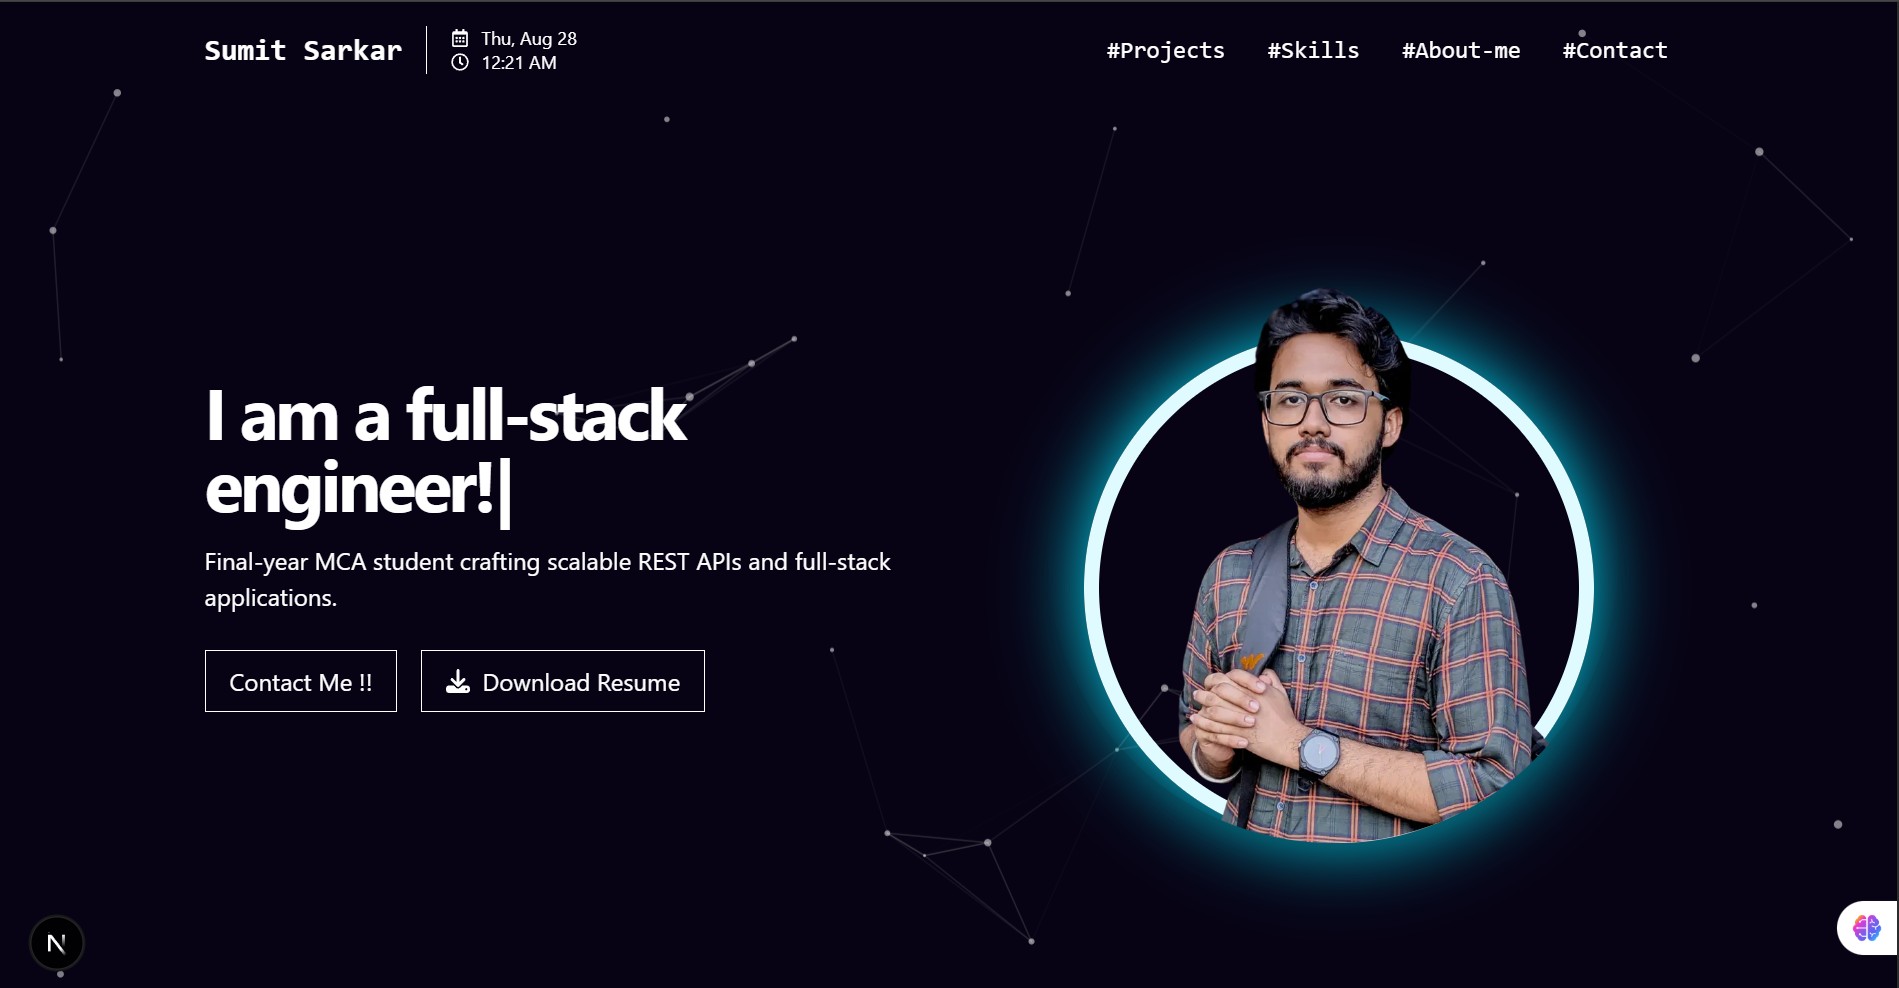 Sumit Sarkar
Thu, Aug 28
12:21 AM
#Projects #Skills #About-me #Contact
I am a full-stack
engineer!|
Final-year MCA student crafting scalable REST APIs and full-stack
applications.
Contact Me !! Download Resume
N